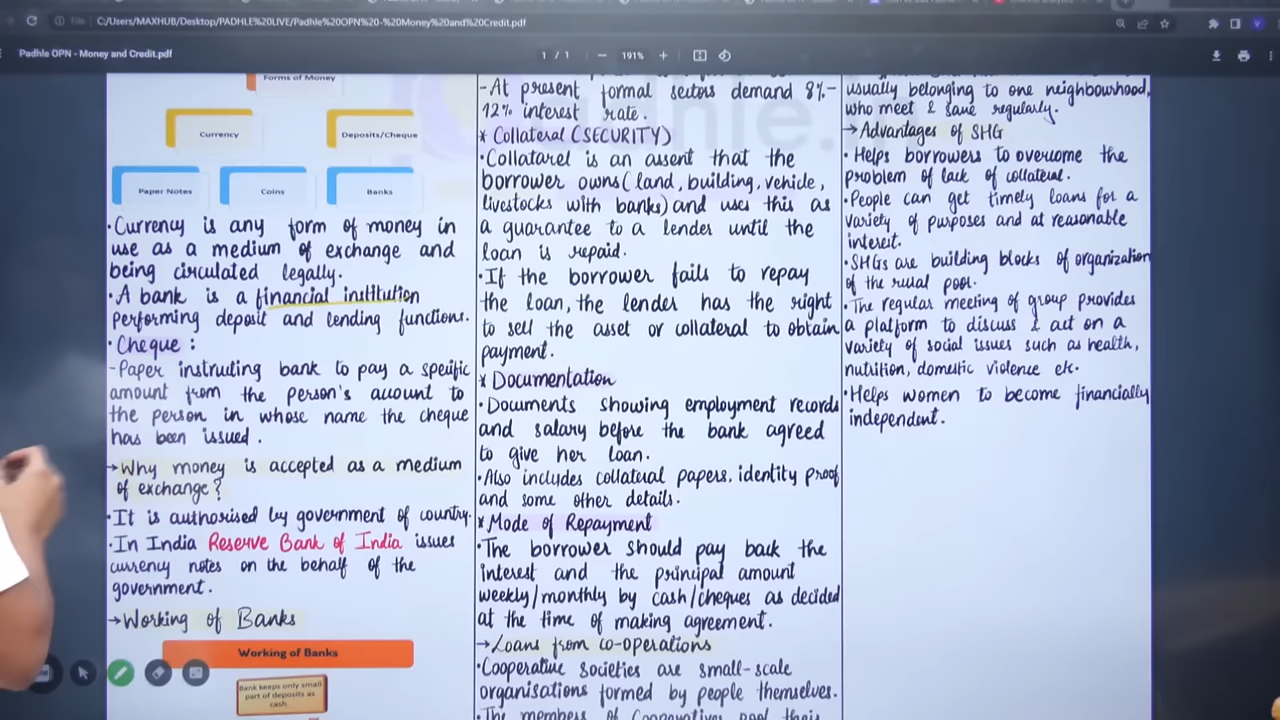 C:/Users/MAXHUB/Desktop/PADHLE%20LIVE/Padhle%20OPN%20-%20Money%20and%20Credit.pdf
Padhle OPN - Money and Credit.pdf
1 / 1
191%
Forms of Money
Currency
Deposits/Cheque
Paper Notes
Coins
Banks
•Currency is any form of money in
use as a medium of exchange and
being circulated legally.
•A bank is a financial institution
performing deposit and lending functions.
•Cheque :
-Paper instruting bank to pay a specific
amount from the person's account to
the person in whose name the cheque
has been issued.
→Why money is accepted as a medium
of exchange?
•It is authorised by government of country.
•In India Reserve Bank of India issues
currency notes on the behalf of the
government.
→Working of Banks
Working of Banks
Bank keeps only small
part of deposits as
cash.
-At present formal sectors demand 8%-
12% interest rate.
* Collateral (SECURITY)
•Collatarel is an assent that the
borrower owns(land, building, vehicle,
livestocks with banks) and uses this as
a guarantee to a lender until the
loan is repaid.
•If the borrower fails to repay
the loan, the lender has the right
to sell the asset or collateral to obtain
payment.
* Documentation
•Documents showing employment records
and salary before the bank agreed
to give her loan.
•Also includes collateral papers, identity proof
and some other details.
*Mode of Repayment
•The borrower should pay back the
interest and the principal amount
weekly/monthly by cash/cheques as decided
at the time of making agreement.
→Loans from co-operations
•Cooperative societies are small-scale
organisations formed by people themselves.
•The members of Cooperatives pool their
usually belonging to one neighbourhood,
who meet & save regularly.
→Advantages of SHG
•Helps borrowers to overcome the
problem of lack of collateral.
•People can get timely loans for a
variety of purposes and at reasonable
interest.
•SHGs are building blocks of organization
of the rural poor.
•The regular meeting of group provides
a platform to discuss & act on a
variety of social issues such as health,
nutrition, domestic violence etc.
•Helps women to become financially
independent.